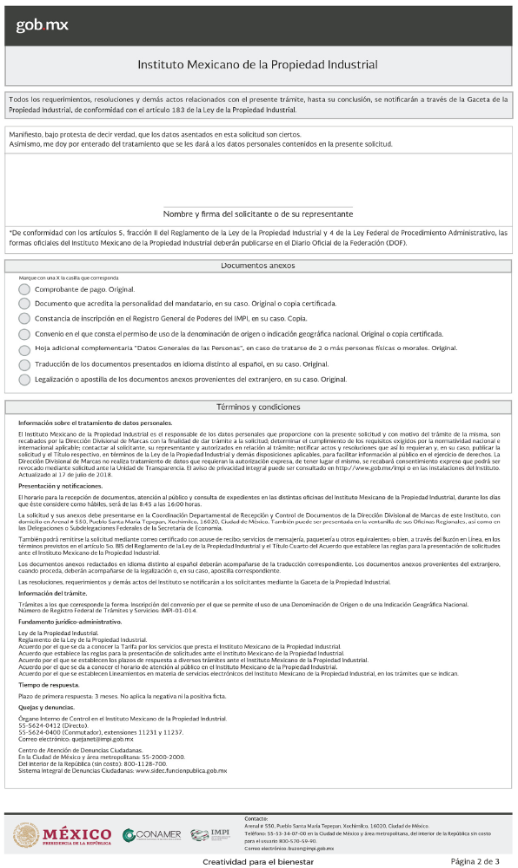 gob.mx
Instituto Mexicano de la Propiedad Industrial
Todos los requerimientos, resoluciones y demás actos relacionados con el presente trámite, hasta su conclusión, se notificarán a través de la Gaceta de la
Propiedad Industrial, de conformidad con el artículo 183 de la Ley de la Propiedad Industrial.
Manifiesto, bajo protesta de decir verdad, que los datos asentados en esta solicitud son ciertos.
Asimismo, me doy por enterado del tratamiento que se les dará a los datos personales contenidos en la presente solicitud.
Nombre y firma del solicitante o de su representante
*De conformidad con los artículos 5, fracción II del Reglamento de la Ley de la Propiedad Industrial y 4 de la Ley Federal de Procedimiento Administrativo, las
formas oficiales del Instituto Mexicano de la Propiedad Industrial deberán publicarse en el Diario Oficial de la Federación (DOF).
Documentos anexos
Marque con una X la casilla que corresponda
Comprobante de pago. Original.
Documento que acredita la personalidad del mandatario, en su caso. Original o copia certificada.
Constancia de inscripción en el Registro General de Poderes del IMPI, en su caso. Copia.
Convenio en el que consta el permiso de uso de la denominación de origen o indicación geográfica nacional. Original o copia certificada.
Hoja adicional complementaria "Datos Generales de las Personas", en caso de tratarse de 2 o más personas físicas o morales. Original.
Traducción de los documentos presentados en idioma distinto al español, en su caso. Original.
Legalización o apostilla de los documentos anexos provenientes del extranjero, en su caso. Original.
Términos y condiciones
Información sobre el tratamiento de datos personales.
El Instituto Mexicano de la Propiedad Industrial es el responsable de los datos personales que proporcione con la presente solicitud y con motivo del trámite de la misma, son
recabados por la Dirección Divisional de Marcas con la finalidad de dar trámite a la solicitud; determinar el cumplimiento de los requisitos exigidos por la normatividad nacional e
internacional aplicable; contactar al solicitante, su representante y autorizados en relación al trámite; notificar actos y resoluciones y emitir el Título, en su caso, publicar la
solicitud y el Título respectivo, en términos de la Ley de la Propiedad Industrial y demás disposiciones aplicables, para facilitar información al público en el ejercicio de derechos. La
Dirección Divisional de Marcas no realiza tratamiento de datos que requieran la autorización expresa, de tener lugar el mismo, se recabará consentimiento expreso que podrá ser
revocado mediante solicitud ante la Unidad de Transparencia. El aviso de privacidad integral puede ser consultado en http://www.gob.mx/impi o en las instalaciones del Instituto.
Actualizado al 17 de julio de 2018.
Presentación y notificaciones.
El horario para la recepción de documentos, atención al público y consulta de expedientes en las distintas oficinas del Instituto Mexicano de la Propiedad Industrial, durante los días
que éste considere como hábiles, será de las 8:45 a las 16:00 horas.
La solicitud y sus anexos debe presentarse en la Coordinación Departamental de Recepción y Control de Documentos de la Dirección Divisional de Marcas de este Instituto, con
domicilio en Arenal # 550, Pueblo Santa María Tepepan, Xochimilco, 16020, Ciudad de México. También puede ser presentada en la ventanilla de sus Oficinas Regionales, así como en
las Delegaciones o Subdelegaciones Federales de la Secretaría de Economía.
También podrá remitirse la solicitud mediante correo certificado con acuse de recibo; servicios de mensajería, paquetería u otros equivalentes; o bien, a través del Buzón en Línea, en los
términos previstos en el artículo 5o. BIS del Reglamento de la Ley de la Propiedad Industrial y el Título Cuarto del Acuerdo que establece las reglas para la presentación de solicitudes
ante el Instituto Mexicano de la Propiedad Industrial.
Los documentos anexos redactados en idioma distinto al español deberán acompañarse de la traducción correspondiente. Los documentos anexos provenientes del extranjero,
cuando proceda, deberán acompañarse de la legalización o, en su caso, apostilla correspondiente.
Las resoluciones, requerimientos y demás actos del Instituto se notificarán a los solicitantes mediante la Gaceta de la Propiedad Industrial.
Información del trámite.
Trámites a los que corresponde la forma: Inscripción del convenio por el que se permite el uso de una Denominación de Origen o de una Indicación Geográfica Nacional.
Número de Registro Federal de Trámites y Servicios: IMPI-01-014.
Fundamento jurídico-administrativo.
Ley de la Propiedad Industrial.
Reglamento de la Ley de la Propiedad Industrial.
Acuerdo por el que se da a conocer la Tarifa por los servicios que presta el Instituto Mexicano de la Propiedad Industrial.
Acuerdo que establece las reglas para la presentación de solicitudes ante el Instituto Mexicano de la Propiedad Industrial.
Acuerdo por el que se establecen los plazos de respuesta a diversos trámites ante el Instituto Mexicano de la Propiedad Industrial.
Acuerdo por el que se da a conocer el horario de atención al público en el Instituto Mexicano de la Propiedad Industrial.
Acuerdo por el que se establecen Lineamientos en materia de servicios electrónicos del Instituto Mexicano de la Propiedad Industrial, en los trámites que se indican.
Tiempo de respuesta.
Plazo de primera respuesta: 3 meses. No aplica la negativa ni la positiva ficta.
Quejas y denuncias.
Órgano Interno de Control en el Instituto Mexicano de la Propiedad Industrial.
55-5624-0412 (Directo).
55-5624-0400 (Conmutador), extensiones 11231 y 11237.
Correo electrónico: quejanet@impi.gob.mx
Centro de Atención de Denuncias Ciudadanas.
En la Ciudad de México y área metropolitana: 55-2000-2000.
Del interior de la República (sin costo): 800-1128-700.
Sistema Integral de Denuncias Ciudadanas: www.sidec.funcionpublica.gob.mx
MÉXICO
PRESIDENCIA DE LA REPÚBLICA
CONAMER
IMPI
Contacto:
Arenal # 550, Pueblo Santa María Tepepan, Xochimilco, 16020, Ciudad de México.
Teléfono: 55-53-34-07-00 en la Ciudad de México y área metropolitana, del interior de la República sin costo
para el usuario 800-570-59-90.
Correo electrónico: buzon@impi.gob.mx
Creatividad para el bienestar
Página 2 de 3